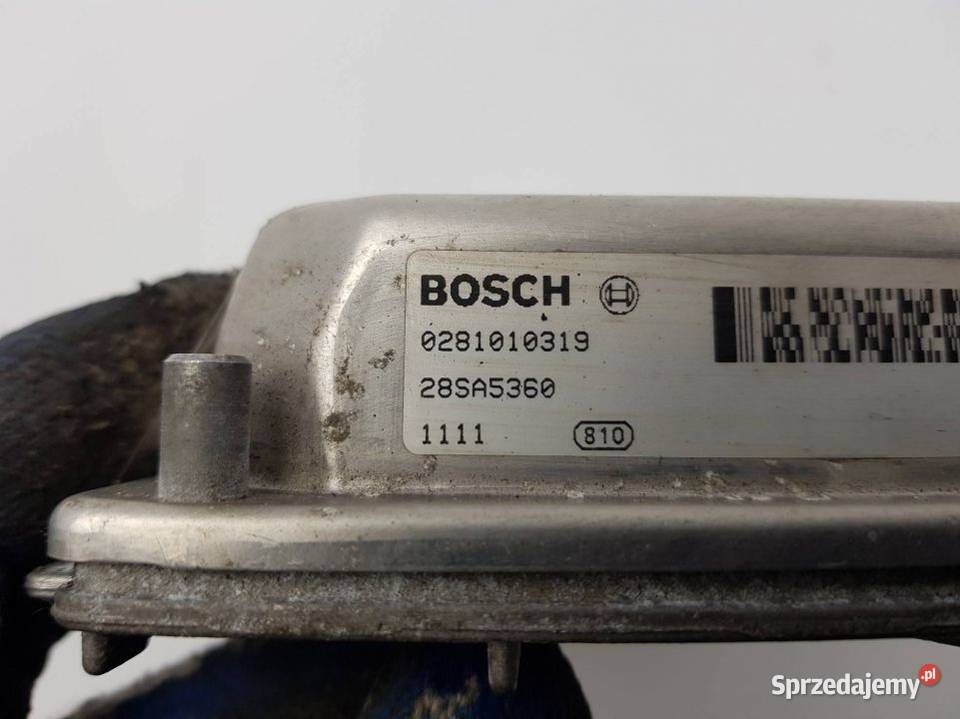 BOSCH
0281010319
28SA5360
1111 810
Sprzedajemy.pl